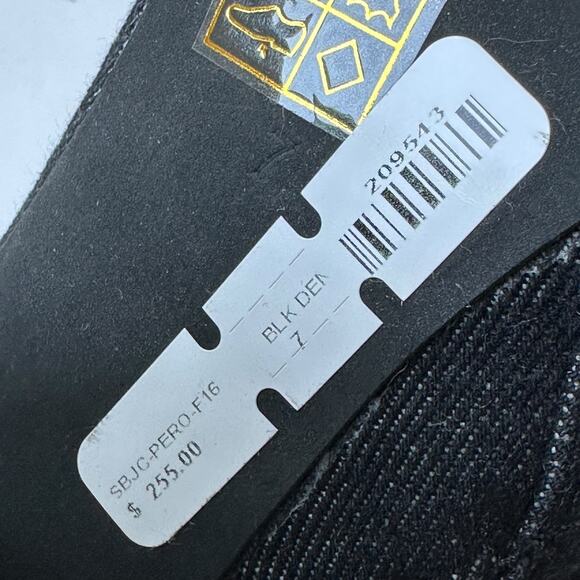 209543
BLK DEN
7
SBJC-PERO-F16
$ 255.00